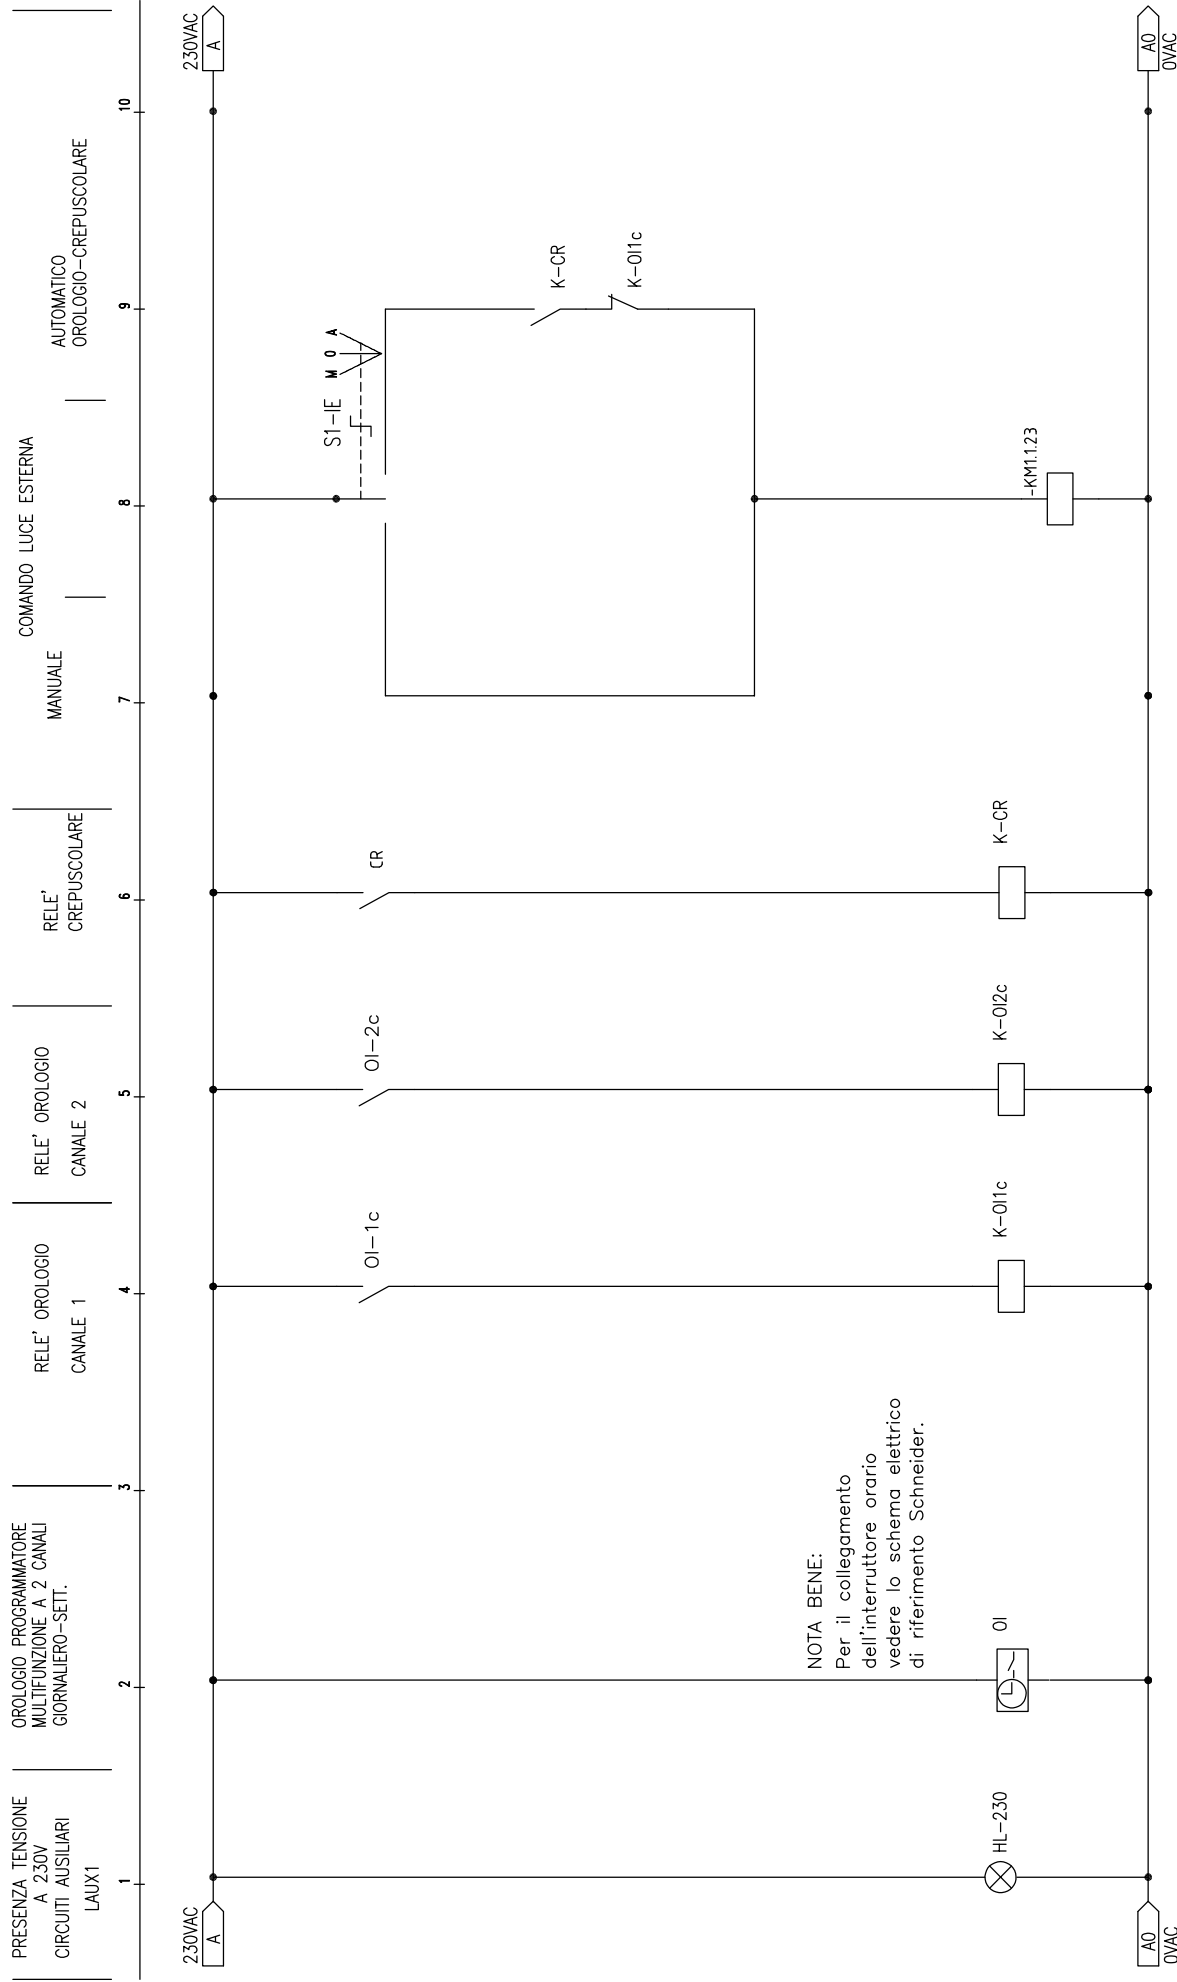 PRESENZA TENSIONE
A 230V
CIRCUITI AUSILIARI
LAUX1
OROLOGIO PROGRAMMATORE
MULTIFUNZIONE A 2 CANALI
GIORNALIERO-SETT.
RELE' OROLOGIO
CANALE 1
RELE' OROLOGIO
CANALE 2
RELE'
CREPUSCOLARE
COMANDO LUCE ESTERNA
MANUALE
AUTOMATICO
OROLOGIO-CREPUSCOLARE
1
2
3
4
5
6
7
8
9
10
230VAC
A
230VAC
A
OI-1c
OI-2c
CR
S1-IE
M O A
K-CR
K-OI1c
NOTA BENE:
Per il collegamento
dell'interruttore orario
vedere lo schema elettrico
di riferimento Schneider.
HL-230
OI
K-OI1c
K-OI2c
K-CR
-KM1.1.23
A0
0VAC
A0
0VAC